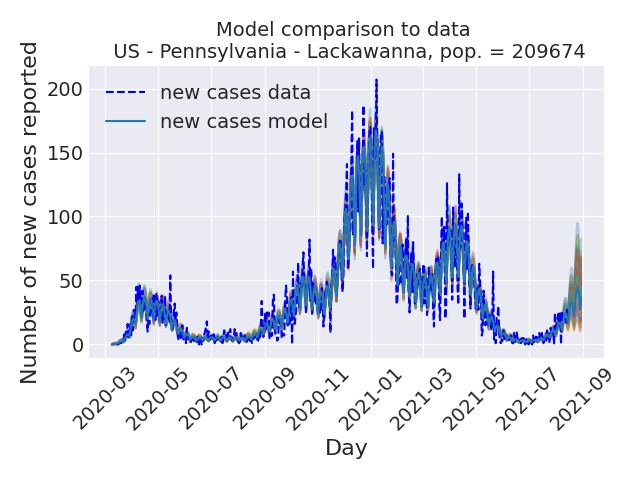 Model comparison to data
US - Pennsylvania - Lackawanna, pop. = 209674
Number of new cases reported
200
150
100
50
0
new cases data
new cases model
2020-03
2020-05
2020-07
2020-09
2020-11
2021-01
2021-03
2021-05
2021-07
2021-09
Day